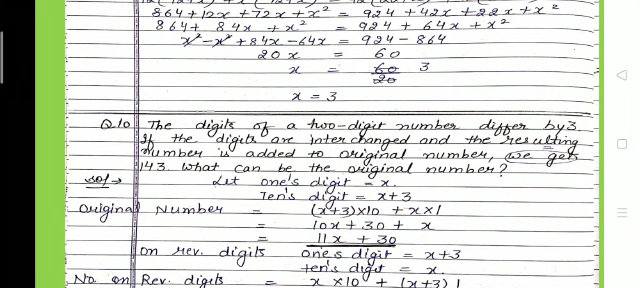 864+12x+72x+x² = 924+42x+22x+x²
864+ 84x +x² = 924+ 64x +x²
x²-x²+84x-64x = 924-864
20x = 60
x = 60/20 3
x = 3
Q.10 The digits of a two-digit number differ by 3.
If the digits are interchanged and the resulting
number is added to original number, we gets
143. what can be the original number?
Sol→ Let one's digit = x.
Ten's digit = x+3
Original Number = (x+3)×10 + x×1
= 10x+30+x
= 11x+30
on rev. digits one's digit = x+3
ten's digit = x.
No. on Rev. digits = x×10 + (x+3)1